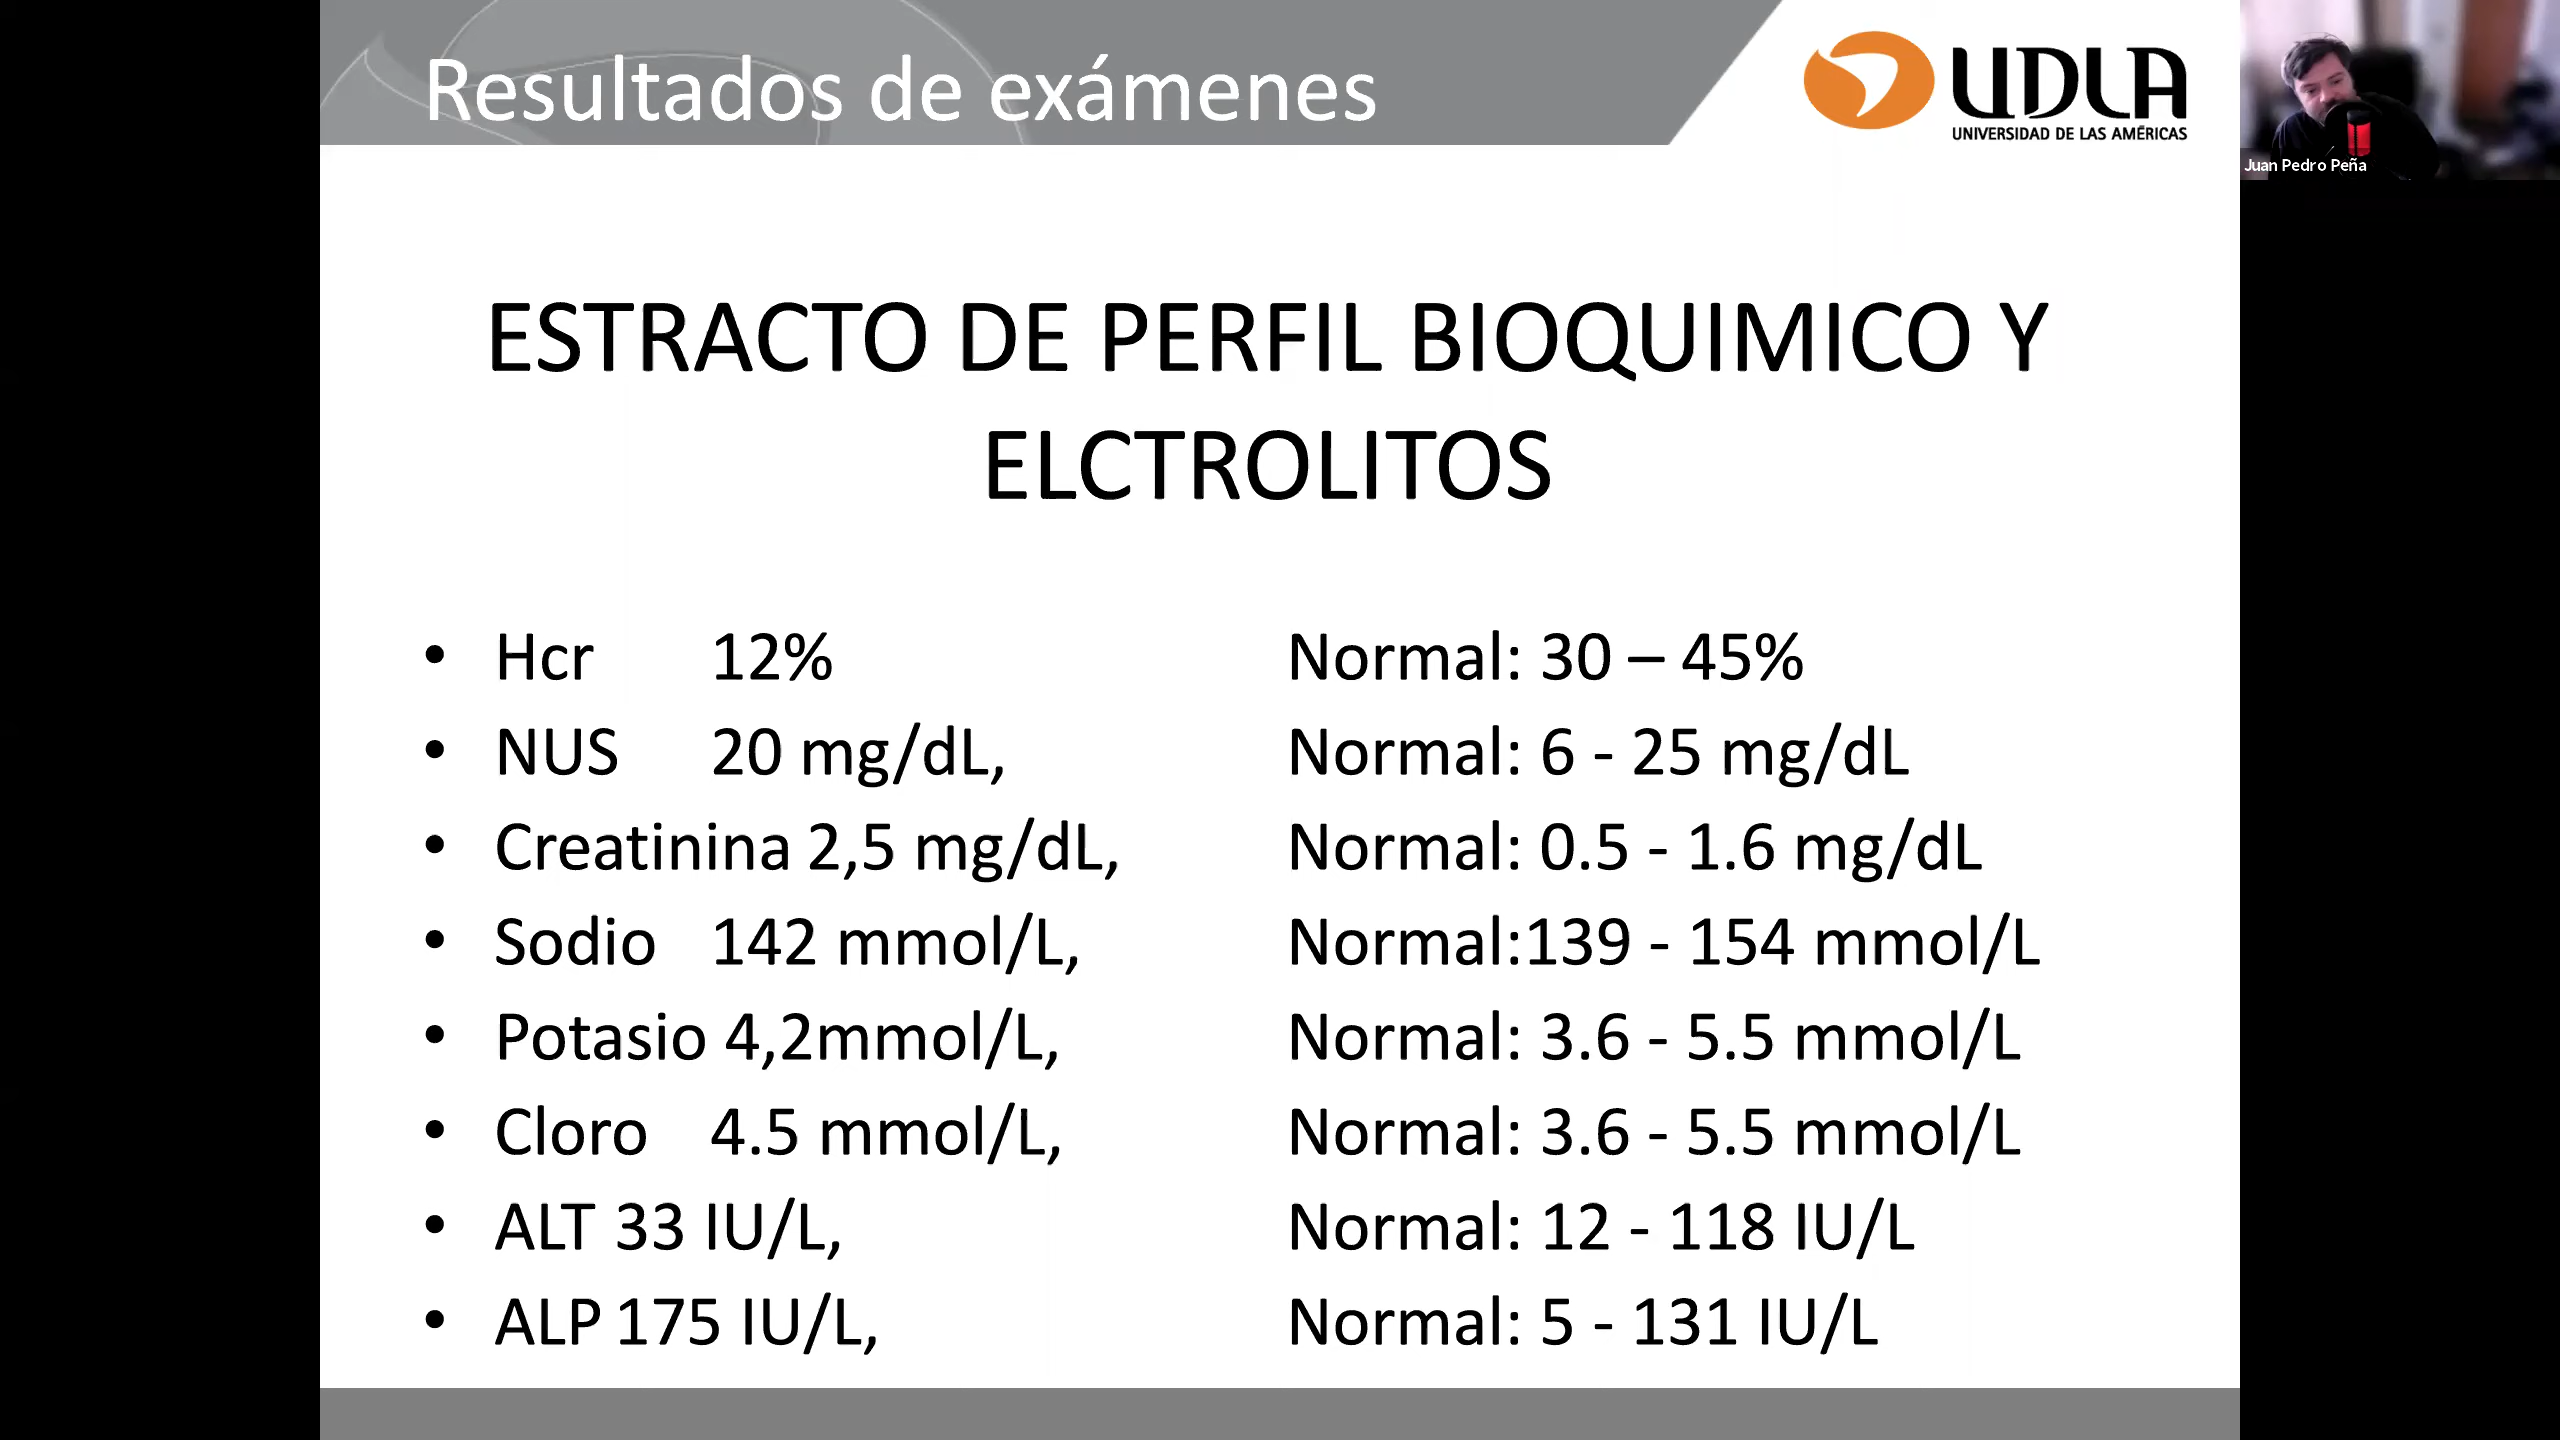 Resultados de exámenes
UDLA
UNIVERSIDAD DE LAS AMÉRICAS
Juan Pedro Peña
ESTRACTO DE PERFIL BIOQUIMICO Y
ELCTROLITOS
• Hcr 12% Normal: 30 – 45%
• NUS 20 mg/dL, Normal: 6 - 25 mg/dL
• Creatinina 2,5 mg/dL, Normal: 0.5 - 1.6 mg/dL
• Sodio 142 mmol/L, Normal:139 - 154 mmol/L
• Potasio 4,2mmol/L, Normal: 3.6 - 5.5 mmol/L
• Cloro 4.5 mmol/L, Normal: 3.6 - 5.5 mmol/L
• ALT 33 IU/L, Normal: 12 - 118 IU/L
• ALP 175 IU/L, Normal: 5 - 131 IU/L